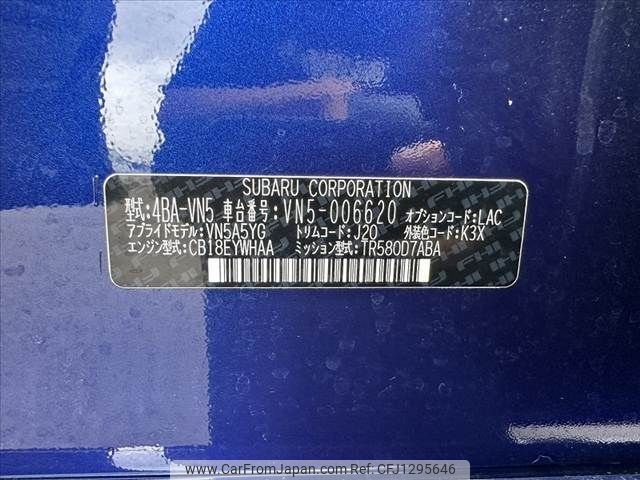 SUBARU CORPORATION
型式:4BA-VN5 車台番号:VN5-006620 オプションコード:LAC
アプライドモデル:VN5A5YG トリムコード:J20 外装色コード:K3X
エンジン型式:CB18EYWHAA ミッション型式:TR580D7ABA
www.CarFromJapan.com - Photo ID: CFJ1295646